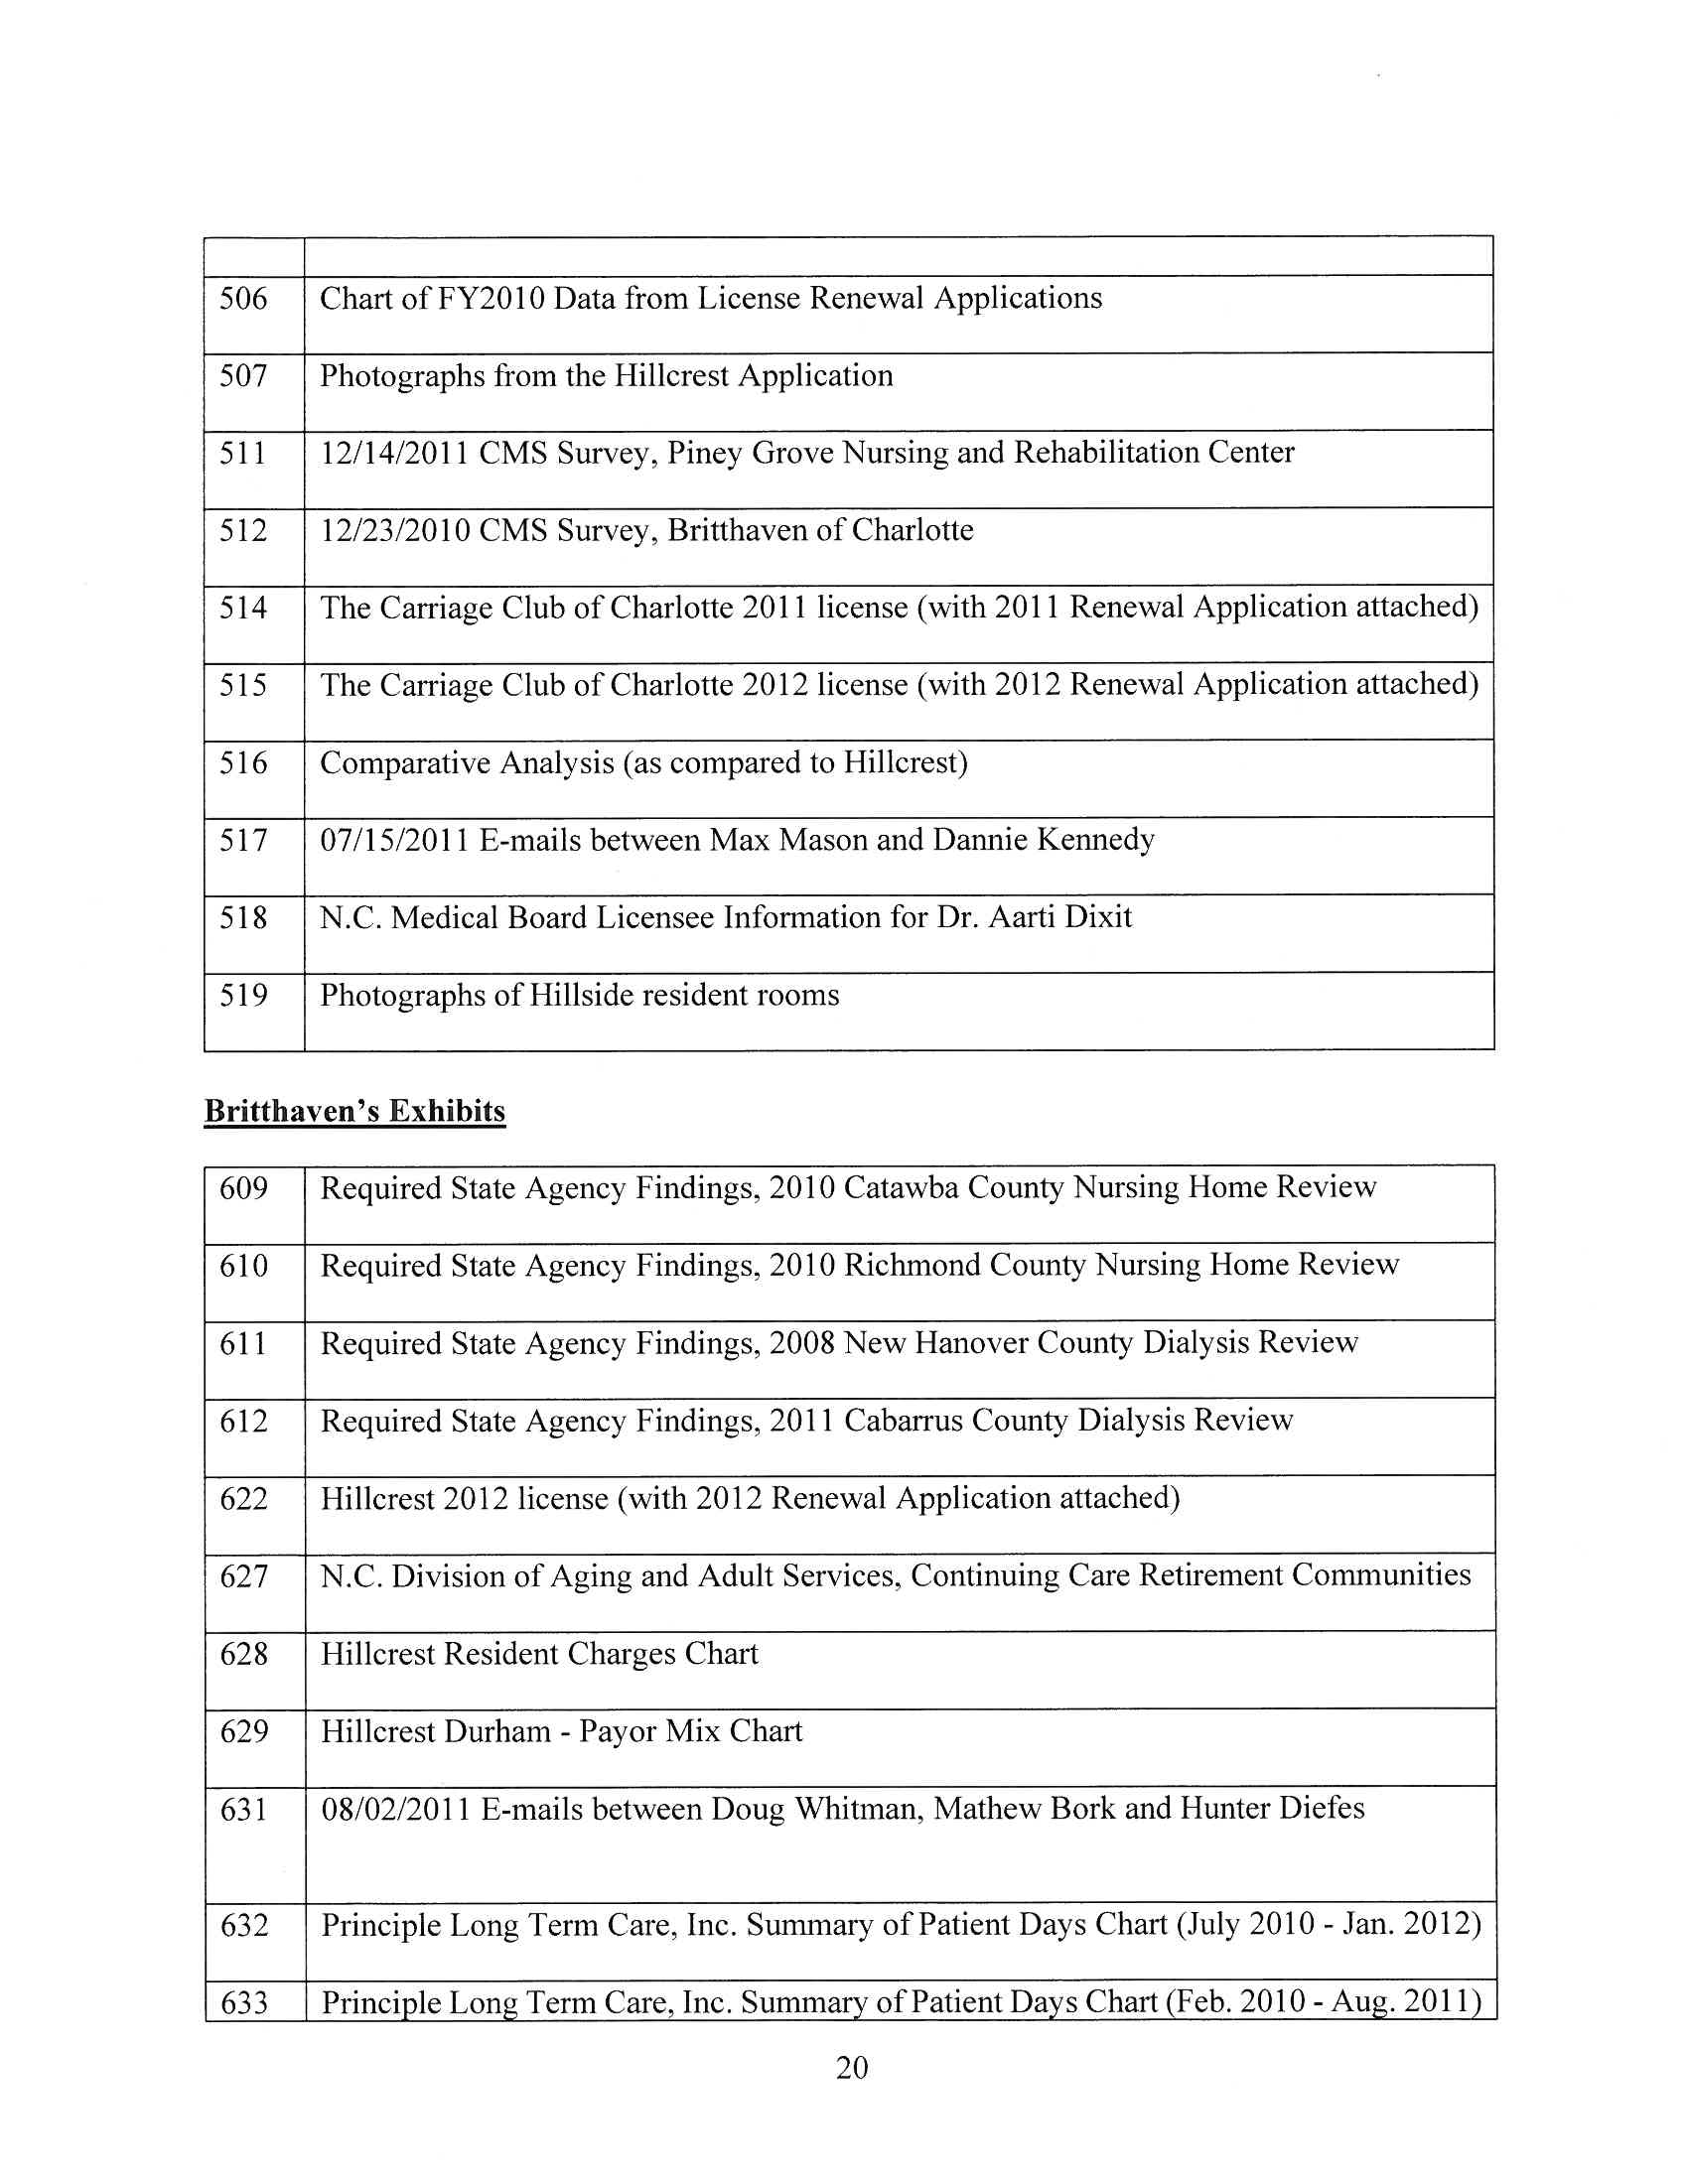 506 Chart of FY2010 Data from License Renewal Applications
507 Photographs from the Hillcrest Application
511 12/14/2011 CMS Survey, Piney Grove Nursing and Rehabilitation Center
512 12/23/2010 CMS Survey, Britthaven of Charlotte
514 The Carriage Club of Charlotte 2011 license (with 2011 Renewal Application attached)
515 The Carriage Club of Charlotte 2012 license (with 2012 Renewal Application attached)
516 Comparative Analysis (as compared to Hillcrest)
517 07/15/2011 E-mails between Max Mason and Dannie Kennedy
518 N.C. Medical Board Licensee Information for Dr. Aarti Dixit
519 Photographs of Hillside resident rooms
Britthaven's Exhibits
609 Required State Agency Findings, 2010 Catawba County Nursing Home Review
610 Required State Agency Findings, 2010 Richmond County Nursing Home Review
611 Required State Agency Findings, 2008 New Hanover County Dialysis Review
612 Required State Agency Findings, 2011 Cabarrus County Dialysis Review
622 Hillcrest 2012 license (with 2012 Renewal Application attached)
627 N.C. Division of Aging and Adult Services, Continuing Care Retirement Communities
628 Hillcrest Resident Charges Chart
629 Hillcrest Durham - Payor Mix Chart
631 08/02/2011 E-mails between Doug Whitman, Mathew Bork and Hunter Diefes
632 Principle Long Term Care, Inc. Summary of Patient Days Chart (July 2010 - Jan. 2012)
633 Principle Long Term Care, Inc. Summary of Patient Days Chart (Feb. 2010 - Aug. 2011)
20